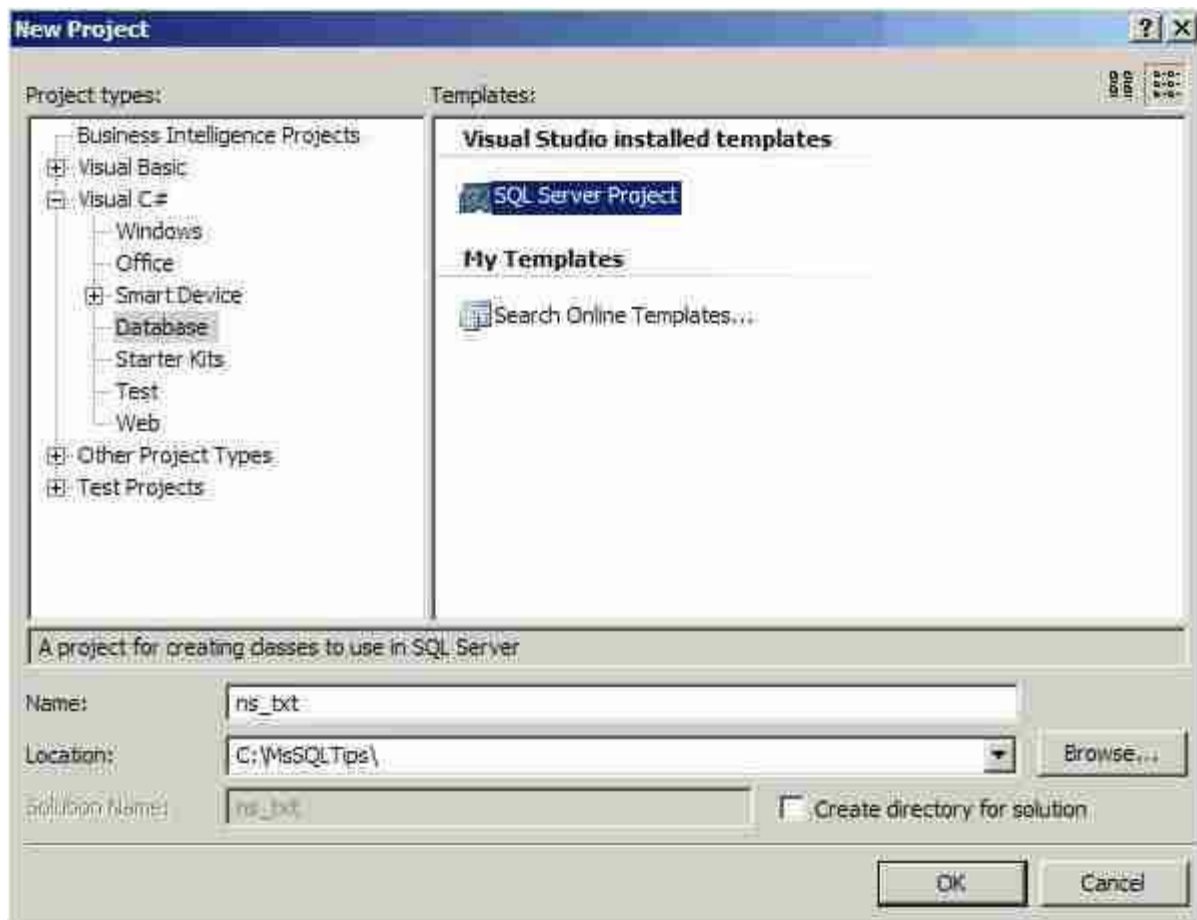 New Project
Project types:
Templates:
Business Intelligence Projects
Visual Basic
Visual C#
Windows
Office
Smart Device
Database
Starter Kits
Test
Web
Other Project Types
Test Projects
Visual Studio installed templates
SQL Server Project
My Templates
Search Online Templates...
A project for creating classes to use in SQL Server
Name:
ns_txt
Location:
C:\MsSQLTips\
Browse...
Solution Name:
ns_txt
Create directory for solution
OK
Cancel